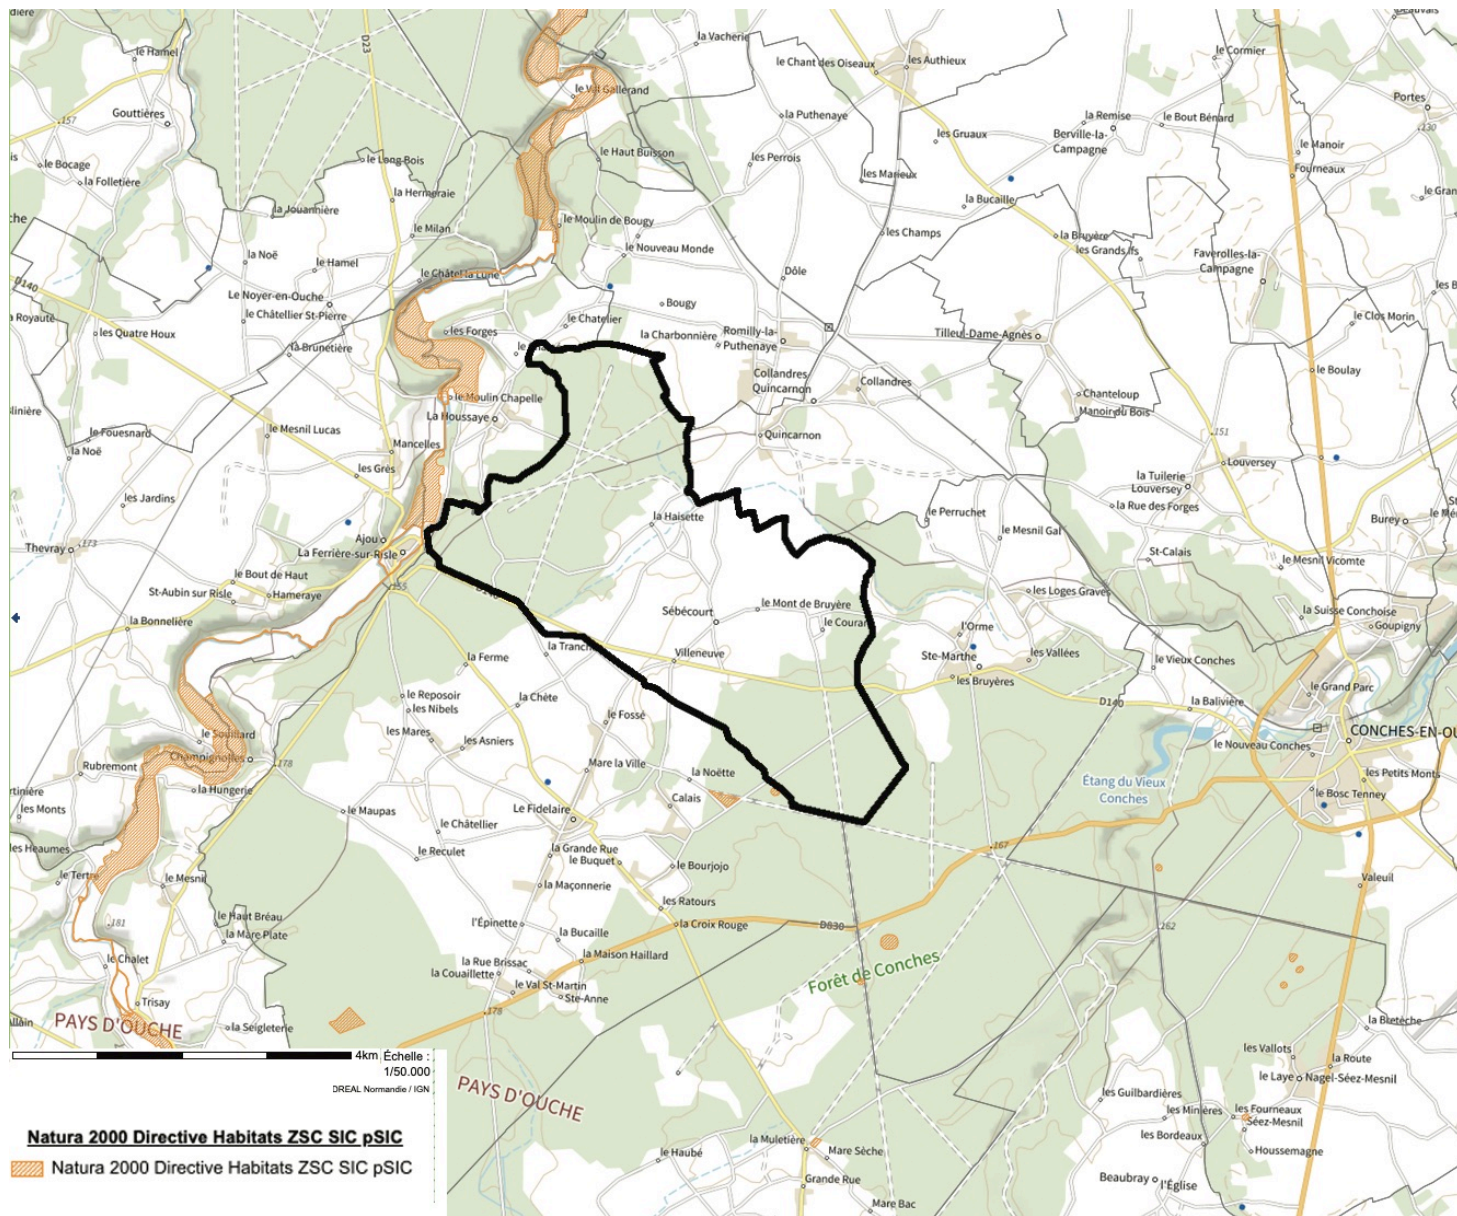 le Hamel
D23
la Vacherie
le Chant des Oiseaux
les Authieux
le Cormier
Portes
130
157
Gouttières
le Val Gallerand
la Puthenaye
les Gruaux
la Remise
Berville-la-
Campagne
le Bout Bénard
le Manoir
Fourneaux
le Bocage
la Folletière
le Long-Bois
le Haut Buisson
les Perrois
les Marieux
la Hermeraie
la Bucaille
la Jouannière
le Milan
le Moulin de Bougy
le Nouveau Monde
les Champs
la Bruyère
les Grands Ifs
Faverolles-la-
Campagne
la Noë
le Hamel
le Châtel la Lune
Dôle
D140
Le Noyer-en-Ouche
le Châtellier St-Pierre
Bougy
le Chatelier
la Charbonnière
Romilly-la-
Puthenaye
Tilleul-Dame-Agnès
le Clos Morin
les Quatre Houx
la Brunetière
les Forges
le Boulay
Collandres
Quincarnon
Collandres
Chanteloup
Manoir du Bois
le Moulin Chapelle
La Houssaye
le Fouesnard
la Noë
le Mesnil Lucas
Mancelles
Quincarnon
151
Louversey
les Grès
la Tuilerie
Louversey
les Jardins
la Haisette
le Perruchet
la Rue des Forges
le Mesnil Gal
Burey
Thevray
173
Ajou
La Ferrière-sur-Risle
St-Calais
le Mesnil Vicomte
155
le Bout de Haut
Hameraye
St-Aubin sur Risle
les Loges Graves
la Bonnelière
Sébécourt
le Mont de Bruyère
la Suisse Conchoise
Goupigny
l'Orme
Ste-Marthe
les Vallées
le Vieux Conches
la Ferme
Villeneuve
les Bruyères
le Grand Parc
le Reposoir
les Nibels
la Chète
D140
la Balivière
le Fossé
les Mares
les Asniers
le Souillard
Champignolles
178
le Nouveau Conches
Rubremont
Mare la Ville
la Noëtte
Étang du Vieux
Conches
les Petits Monts
la Hungerie
les Monts
le Maupas
Le Fidelaire
Calais
le Bosc Tenney
le Châtellier
les Heaumes
le Reculet
la Grande Rue
le Buquet
167
le Bourjojo
le Tertre
le Mesnil
la Maçonnerie
Valeuil
les Ratours
le Haut Bréau
l'Épinette
la Croix Rouge
D830
181
la Mare Plate
la Bucaille
162
le Chalet
la Rue Brissac
la Couaillette
la Maison Haillard
Forêt de Conches
le Val St-Martin
Ste-Anne
Trisay
178
PAYS D'OUCHE
la Seigleterie
la Bretèche
4km
Échelle :
1/50.000
DREAL Normandie / IGN
les Vallots
la Route
le Laye
Nagel-Séez-Mesnil
PAYS D'OUCHE
les Guilbardières
les Minières
les Fourneaux
Séez-Mesnil
les Bordeaux
Houssemagne
Natura 2000 Directive Habitats ZSC SIC pSIC
Natura 2000 Directive Habitats ZSC SIC pSIC
la Muletière
le Haubé
Mare Sèche
Grande Rue
Beaubray
l'Église
Mare Bac